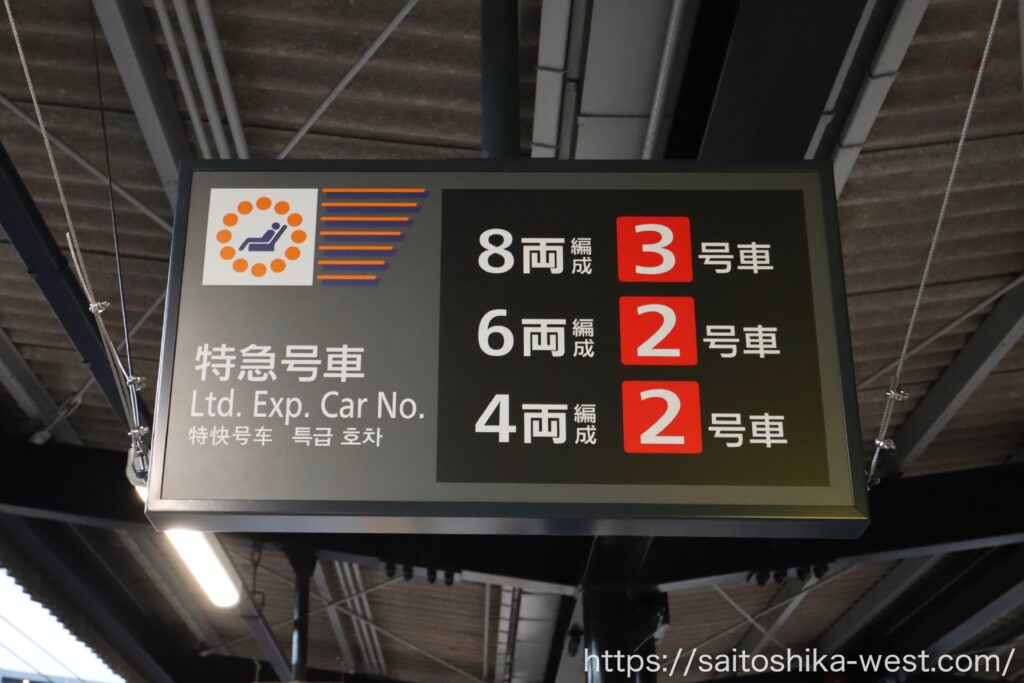 特急号車
Ltd. Exp. Car No.
特快号车 특급 호차
8両編成 3号車
6両編成 2号車
4両編成 2号車
https://saitoshika-west.com/